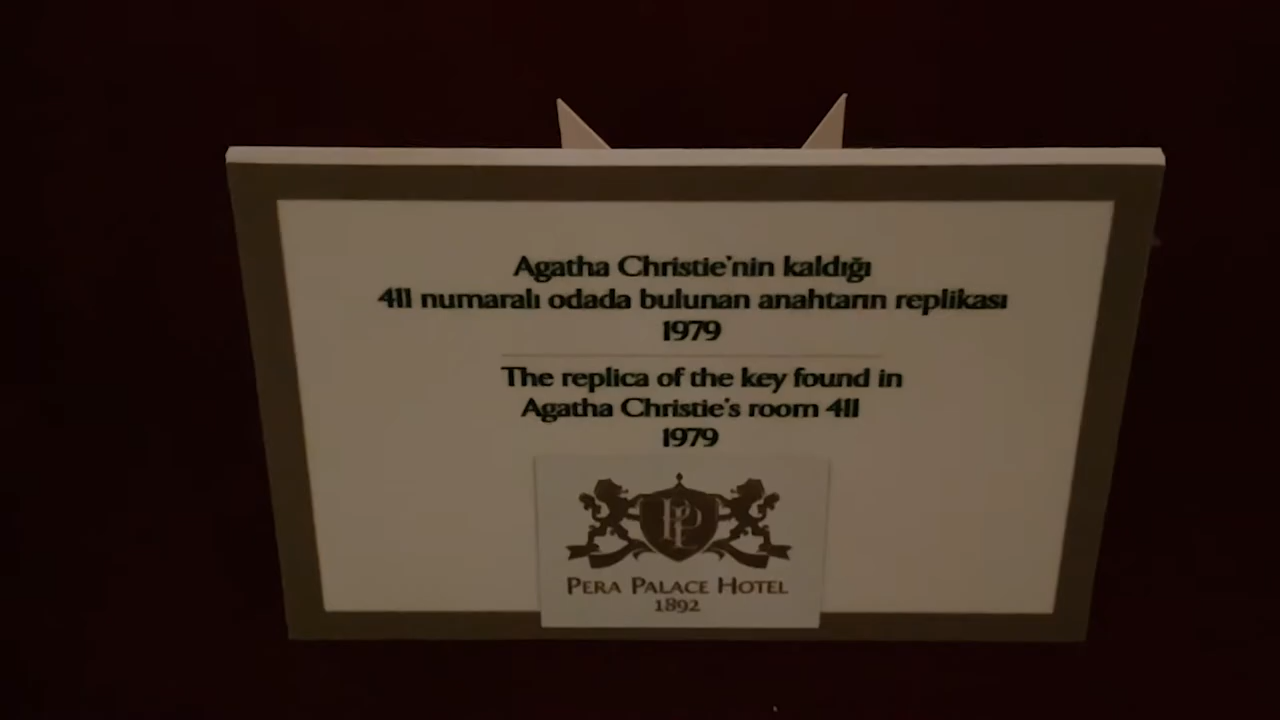 Agatha Christie'nin kaldığı
411 numaralı odada bulunan anahtarın replikası
1979
The replica of the key found in
Agatha Christie's room 411
1979
PP
PERA PALACE HOTEL
1892